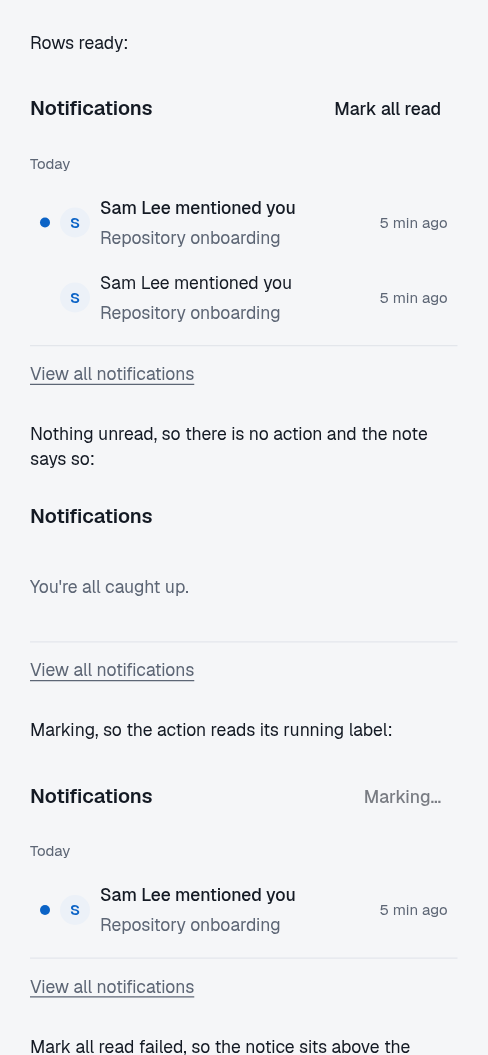 Rows ready:
Notifications
Mark all read
Today
S
Sam Lee mentioned you
Repository onboarding
5 min ago
S
Sam Lee mentioned you
Repository onboarding
5 min ago
View all notifications
Nothing unread, so there is no action and the note
says so:
Notifications
You're all caught up.
View all notifications
Marking, so the action reads its running label:
Notifications
Marking…
Today
S
Sam Lee mentioned you
Repository onboarding
5 min ago
View all notifications
Mark all read failed, so the notice sits above the